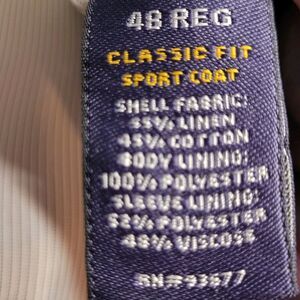 48 REG
CLASSIC FIT
SPORT COAT
SHELL FABRIC:
55% LINEN
45% COTTON
BODY LINING:
100% POLYESTER
SLEEVE LINING:
52% POLYESTER
48% VISCOSE
RN#93677